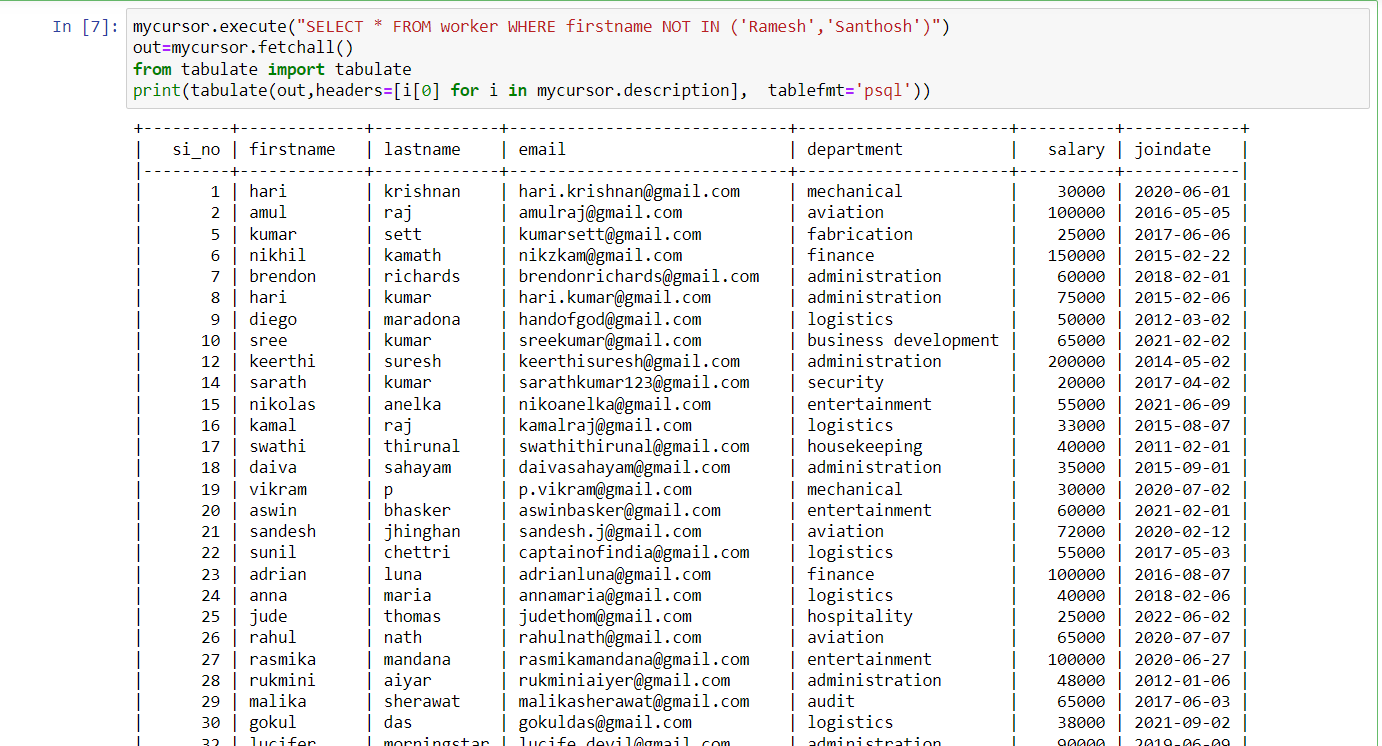 In [7]: mycursor.execute("SELECT * FROM worker WHERE firstname NOT IN ('Ramesh','Santhosh')")
out=mycursor.fetchall()
from tabulate import tabulate
print(tabulate(out,headers=[i[0] for i in mycursor.description],  tablefmt='psql'))
+---------+-------------+-------------+-----------------------------+----------------------+----------+------------+
|   si_no | firstname   | lastname    | email                       | department           |   salary | joindate   |
|---------+-------------+-------------+-----------------------------+----------------------+----------+------------|
|       1 | hari        | krishnan    | hari.krishnan@gmail.com     | mechanical           |    30000 | 2020-06-01 |
|       2 | amul        | raj         | amulraj@gmail.com           | aviation             |   100000 | 2016-05-05 |
|       5 | kumar       | sett        | kumarsett@gmail.com         | fabrication          |    25000 | 2017-06-06 |
|       6 | nikhil      | kamath      | nikzkam@gmail.com           | finance              |   150000 | 2015-02-22 |
|       7 | brendon     | richards    | brendonrichards@gmail.com   | administration       |    60000 | 2018-02-01 |
|       8 | hari        | kumar       | hari.kumar@gmail.com        | administration       |    75000 | 2015-02-06 |
|       9 | diego       | maradona    | handofgod@gmail.com         | logistics            |    50000 | 2012-03-02 |
|      10 | sree        | kumar       | sreekumar@gmail.com         | business development |    65000 | 2021-02-02 |
|      12 | keerthi     | suresh      | keerthisuresh@gmail.com     | administration       |   200000 | 2014-05-02 |
|      14 | sarath      | kumar       | sarathkumar123@gmail.com    | security             |    20000 | 2017-04-02 |
|      15 | nikolas     | anelka      | nikoanelka@gmail.com        | entertainment        |    55000 | 2021-06-09 |
|      16 | kamal       | raj         | kamalraj@gmail.com          | logistics            |    33000 | 2015-08-07 |
|      17 | swathi      | thirunal    | swathithirunal@gmail.com    | housekeeping         |    40000 | 2011-02-01 |
|      18 | daiva       | sahayam     | daivasahayam@gmail.com      | administration       |    35000 | 2015-09-01 |
|      19 | vikram      | p           | p.vikram@gmail.com          | mechanical           |    30000 | 2020-07-02 |
|      20 | aswin       | bhasker     | aswinbasker@gmail.com       | entertainment        |    60000 | 2021-02-01 |
|      21 | sandesh     | jhinghan    | sandesh.j@gmail.com         | aviation             |    72000 | 2020-02-12 |
|      22 | sunil       | chettri     | captainofindia@gmail.com    | logistics            |    55000 | 2017-05-03 |
|      23 | adrian      | luna        | adrianluna@gmail.com        | finance              |   100000 | 2016-08-07 |
|      24 | anna        | maria       | annamaria@gmail.com         | logistics            |    40000 | 2018-02-06 |
|      25 | jude        | thomas      | judethom@gmail.com          | hospitality          |    25000 | 2022-06-02 |
|      26 | rahul       | nath        | rahulnath@gmail.com         | aviation             |    65000 | 2020-07-07 |
|      27 | rasmika     | mandana     | rasmikamandana@gmail.com    | entertainment        |   100000 | 2020-06-27 |
|      28 | rukmini     | aiyar       | rukminiaiyer@gmail.com      | administration       |    48000 | 2012-01-06 |
|      29 | malika      | sherawat    | malikasherawat@gmail.com    | audit                |    65000 | 2017-06-03 |
|      30 | gokul       | das         | gokuldas@gmail.com          | logistics            |    38000 | 2021-09-02 |
|      32 | lucifer     | morningstar | lucife.devil@gmail.com      | administration       |    90000 | 2019-06-09 |